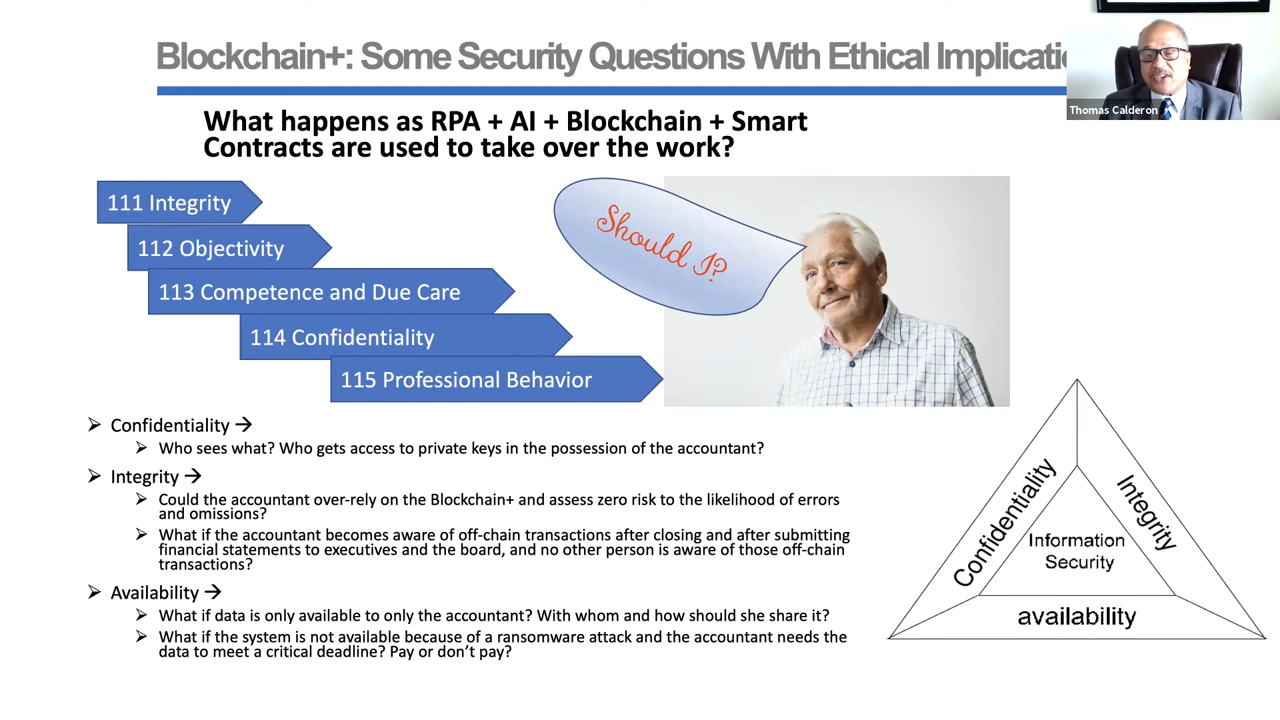 Blockchain+: Some Security Questions With Ethical Implicatio
Thomas Calderon
What happens as RPA + AI + Blockchain + Smart
Contracts are used to take over the work?
111 Integrity
112 Objectivity
113 Competence and Due Care
114 Confidentiality
115 Professional Behavior
Should I?
➢ Confidentiality →
➢ Who sees what? Who gets access to private keys in the possession of the accountant?
➢ Integrity →
➢ Could the accountant over-rely on the Blockchain+ and assess zero risk to the likelihood of errors
and omissions?
➢ What if the accountant becomes aware of off-chain transactions after closing and after submitting
financial statements to executives and the board, and no other person is aware of those off-chain
transactions?
➢ Availability →
➢ What if data is only available to only the accountant? With whom and how should she share it?
➢ What if the system is not available because of a ransomware attack and the accountant needs the
data to meet a critical deadline? Pay or don’t pay?
Confidentiality
Integrity
Information
Security
availability